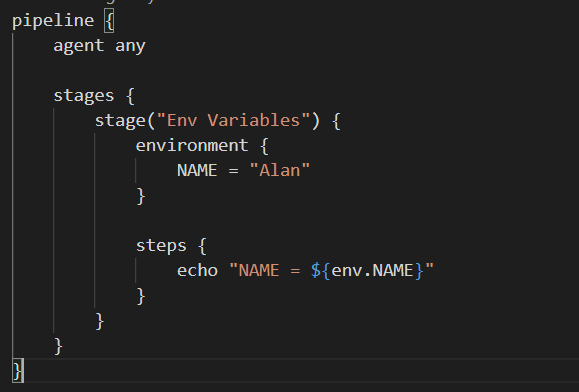 pipeline {
    agent any
    stages {
        stage("Env Variables") {
            environment {
                NAME = "Alan"
            }
            steps {
                echo "NAME = ${env.NAME}"
            }
        }
    }
}